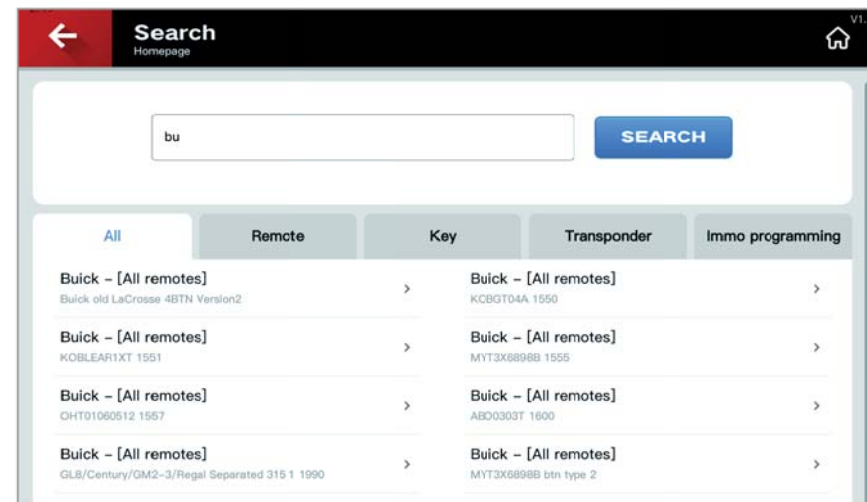 Search
Homepage
V1.
bu
SEARCH
All
Remote
Key
Transponder
Immo programming
Buick – [All remotes]
Buick old LaCrosse 4BTN Version2
Buick – [All remotes]
KCBGT04A 1550
Buick – [All remotes]
KOBLEAR1XT 1551
Buick – [All remotes]
MYT3X6898B 1555
Buick – [All remotes]
OHT01060512 1557
Buick – [All remotes]
ABO0303T 1600
Buick – [All remotes]
GL8/Century/GM2-3/Regal Separated 315 1 1990
Buick – [All remotes]
MYT3X6898B btn type 2